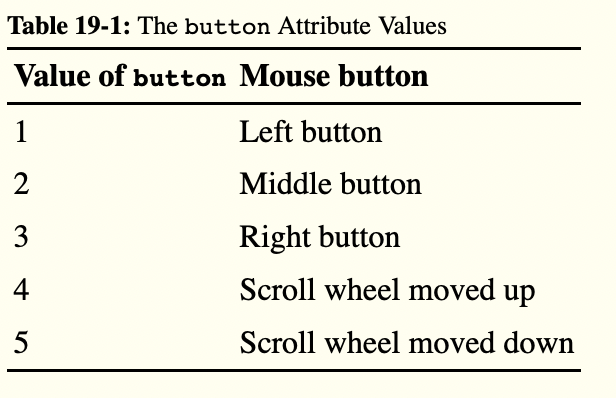 Table 19-1: The button Attribute Values
Value of button Mouse button
1 Left button
2 Middle button
3 Right button
4 Scroll wheel moved up
5 Scroll wheel moved down